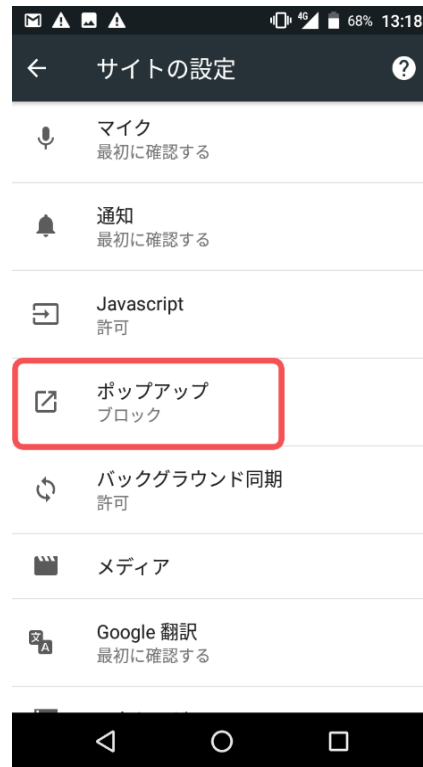 4G 68% 13:18
サイトの設定
マイク
最初に確認する
通知
最初に確認する
Javascript
許可
ポップアップ
ブロック
バックグラウンド同期
許可
メディア
Google 翻訳
最初に確認する